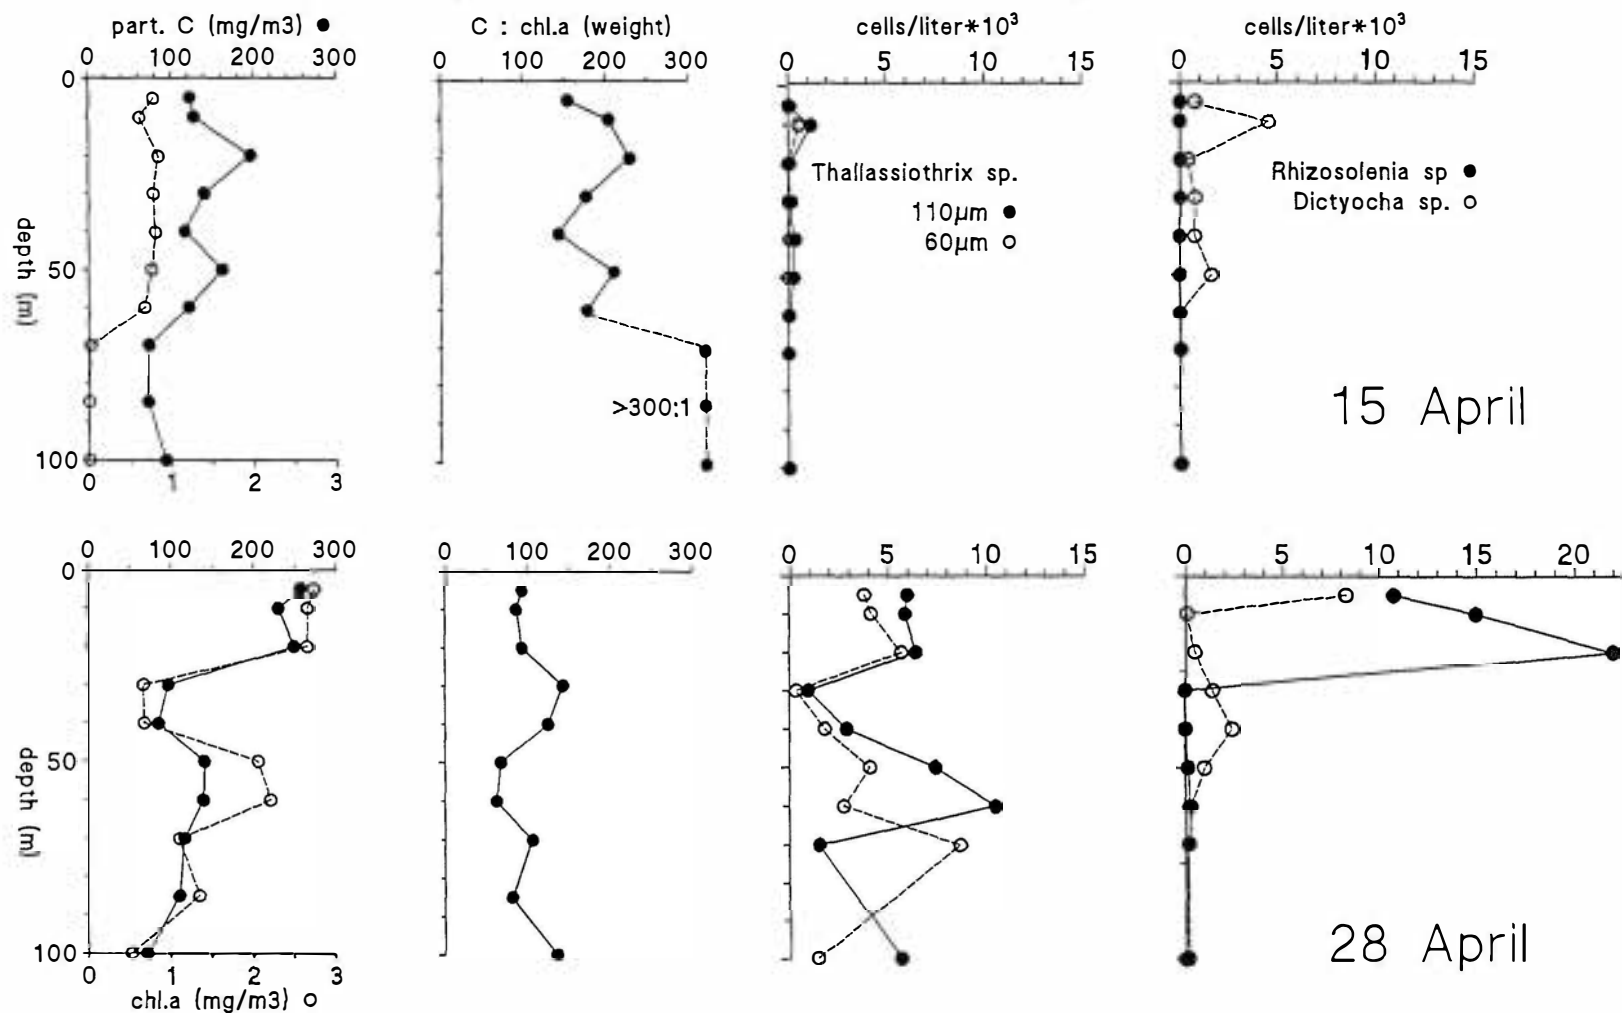 part. C (mg/m3) ●
0 100 200 300
C : chl.a (weight)
0 100 200 300
cells/liter*10³
0 5 10 15
cells/liter*10³
0 5 10 15
0
50
100
depth (m)
0 1 2 3
>300:1
Thallassiothrix sp.
110µm ●
60µm ○
Rhizosolenia sp ●
Dictyocha sp. ○
15 April
0 100 200 300
0 100 200 300
0 5 10 15
0 5 10 15 20
0
50
100
depth (m)
0 1 2 3
chl.a (mg/m3) ○
28 April